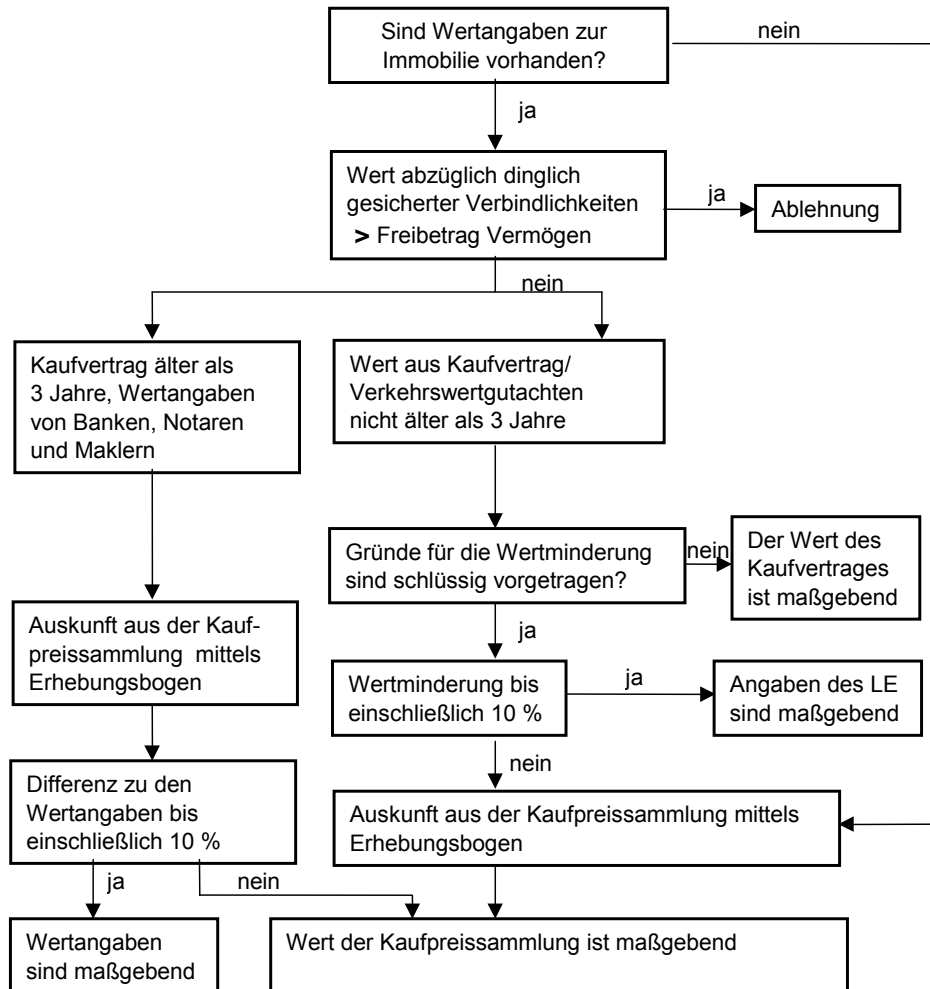 Sind Wertangaben zur
Immobilie vorhanden?
nein
ja
Wert abzüglich dinglich
gesicherter Verbindlichkeiten
> Freibetrag Vermögen
ja
Ablehnung
nein
Kaufvertrag älter als
3 Jahre, Wertangaben
von Banken, Notaren
und Maklern
Wert aus Kaufvertrag/
Verkehrswertgutachten
nicht älter als 3 Jahre
Gründe für die Wertminderung
sind schlüssig vorgetragen?
nein
Der Wert des
Kaufvertrages
ist maßgebend
ja
Auskunft aus der Kauf-
preissammlung mittels
Erhebungsbogen
Wertminderung bis
einschließlich 10 %
ja
Angaben des LE
sind maßgebend
nein
Differenz zu den
Wertangaben bis
einschließlich 10 %
Auskunft aus der Kaufpreissammlung mittels
Erhebungsbogen
ja
nein
Wertangaben
sind maßgebend
Wert der Kaufpreissammlung ist maßgebend